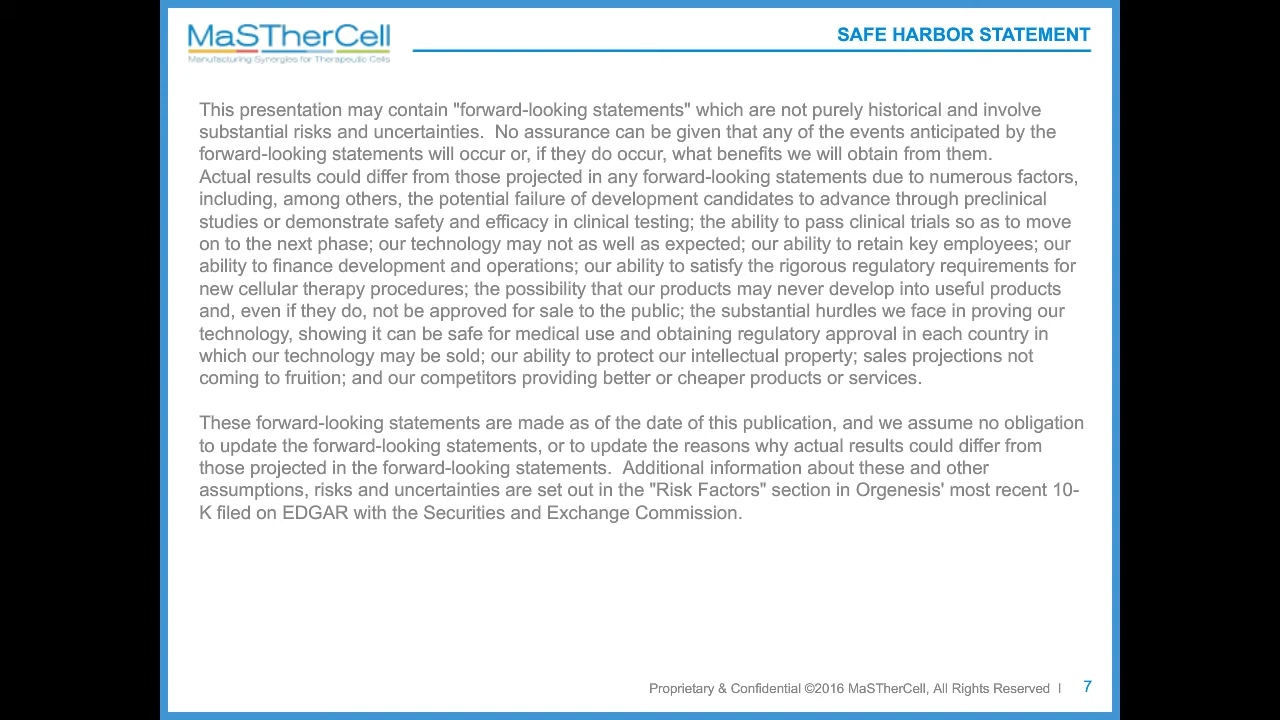 MaSTherCell
Manufacturing Synergies for Therapeutic Cells
SAFE HARBOR STATEMENT
This presentation may contain "forward-looking statements" which are not purely historical and involve
substantial risks and uncertainties.  No assurance can be given that any of the events anticipated by the
forward-looking statements will occur or, if they do occur, what benefits we will obtain from them.
Actual results could differ from those projected in any forward-looking statements due to numerous factors,
including, among others, the potential failure of development candidates to advance through preclinical
studies or demonstrate safety and efficacy in clinical testing; the ability to pass clinical trials so as to move
on to the next phase; our technology may not as well as expected; our ability to retain key employees; our
ability to finance development and operations; our ability to satisfy the rigorous regulatory requirements for
new cellular therapy procedures; the possibility that our products may never develop into useful products
and, even if they do, not be approved for sale to the public; the substantial hurdles we face in proving our
technology, showing it can be safe for medical use and obtaining regulatory approval in each country in
which our technology may be sold; our ability to protect our intellectual property; sales projections not
coming to fruition; and our competitors providing better or cheaper products or services.
These forward-looking statements are made as of the date of this publication, and we assume no obligation
to update the forward-looking statements, or to update the reasons why actual results could differ from
those projected in the forward-looking statements.  Additional information about these and other
assumptions, risks and uncertainties are set out in the "Risk Factors" section in Orgenesis' most recent 10-
K filed on EDGAR with the Securities and Exchange Commission.
Proprietary & Confidential ©2016 MaSTherCell, All Rights Reserved  |  7